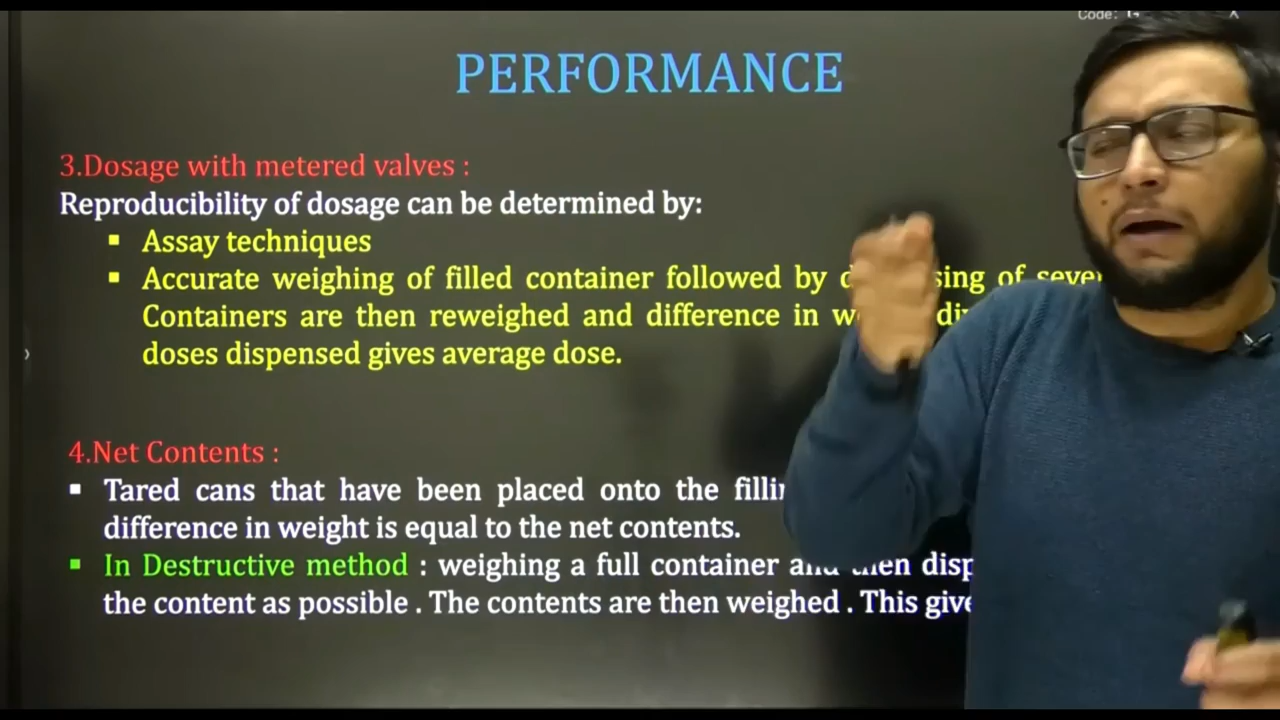 Code:
PERFORMANCE
3.Dosage with metered valves :
Reproducibility of dosage can be determined by:
▪ Assay techniques
▪ Accurate weighing of filled container followed by of
Containers are then reweighed and difference in
doses dispensed gives average dose.
4.Net Contents :
▪ Tared cans that have been placed onto the
difference in weight is equal to the net contents.
▪ In Destructive method : weighing a full container and then
the content as possible . The contents are then weighed . This